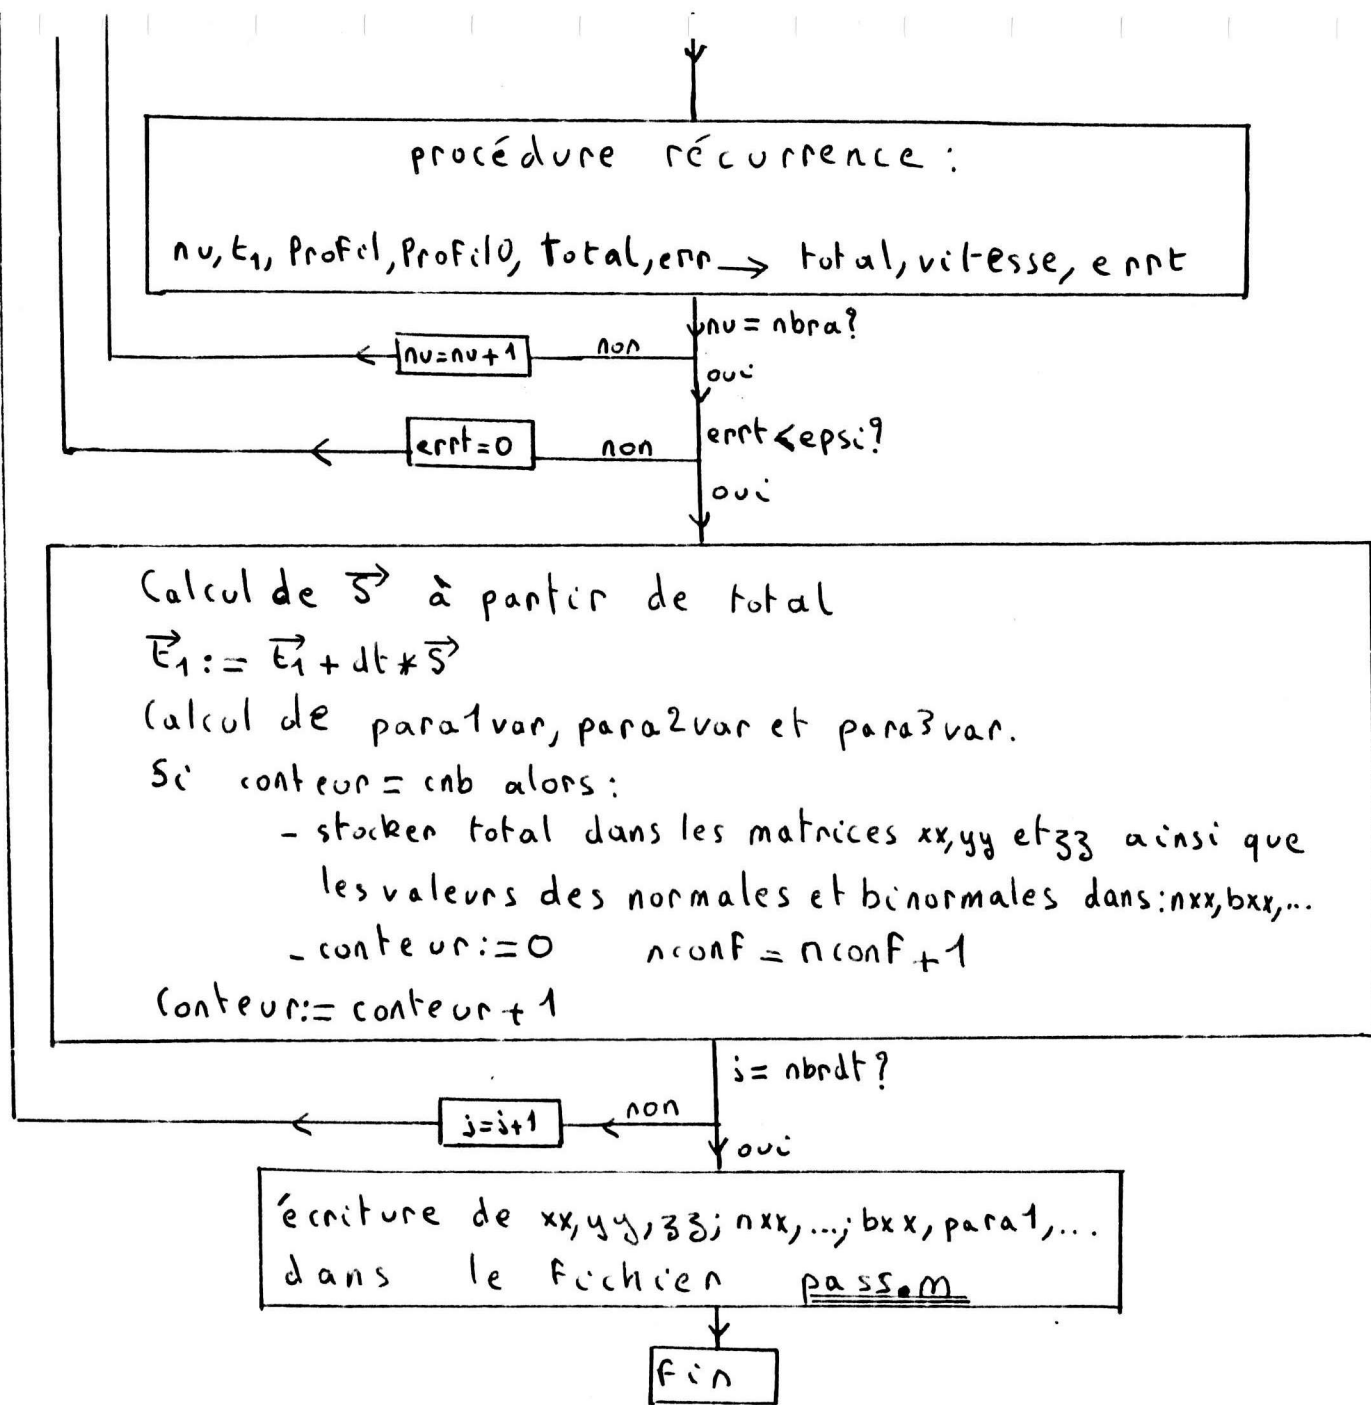 procédure récurrence :
nu, t₁, Profil, Profil0, total, err → total, vitesse, errt
nu = nbra?
nu=nu+1 non
oui
errt<epsi?
errt=0 non
oui
Calcul de S⃗ à partir de total
t⃗₁ := t⃗₁ + dt * S⃗
Calcul de para1var, para2var et para3var.
Si conteur = cnb alors :
- stocker total dans les matrices xx, yy et zz ainsi que
les valeurs des normales et binormales dans : nxx, bxx, ...
- conteur := 0 nconf = nconf + 1
Conteur := conteur + 1
j = nbrdt ?
j=j+1 non
oui
écriture de xx, yy, zz; nxx, ...; bxx, para1, ...
dans le fichier pass.m
fin